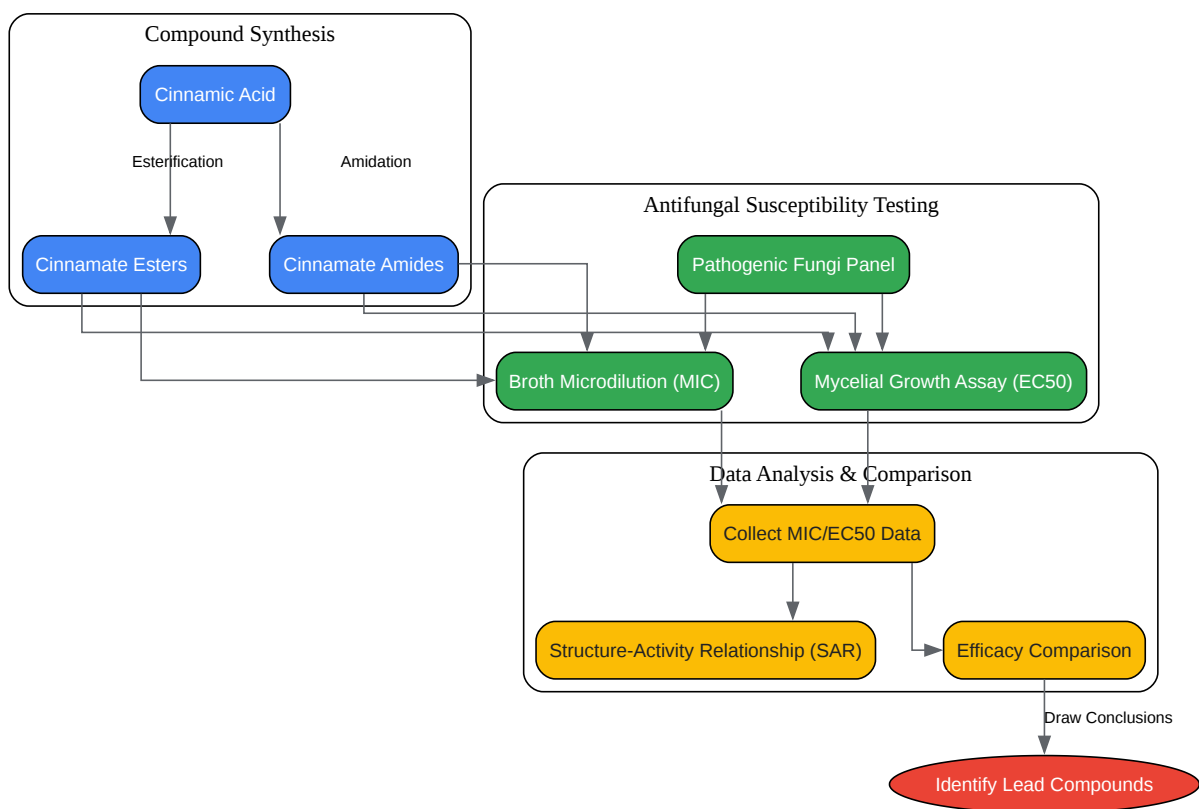 Compound Synthesis
Cinnamic Acid
Esterification
Amidation
Cinnamate Esters
Cinnamate Amides
Antifungal Susceptibility Testing
Pathogenic Fungi Panel
Broth Microdilution (MIC)
Mycelial Growth Assay (EC50)
Data Analysis & Comparison
Collect MIC/EC50 Data
Structure-Activity Relationship (SAR)
Efficacy Comparison
Draw Conclusions
Identify Lead Compounds